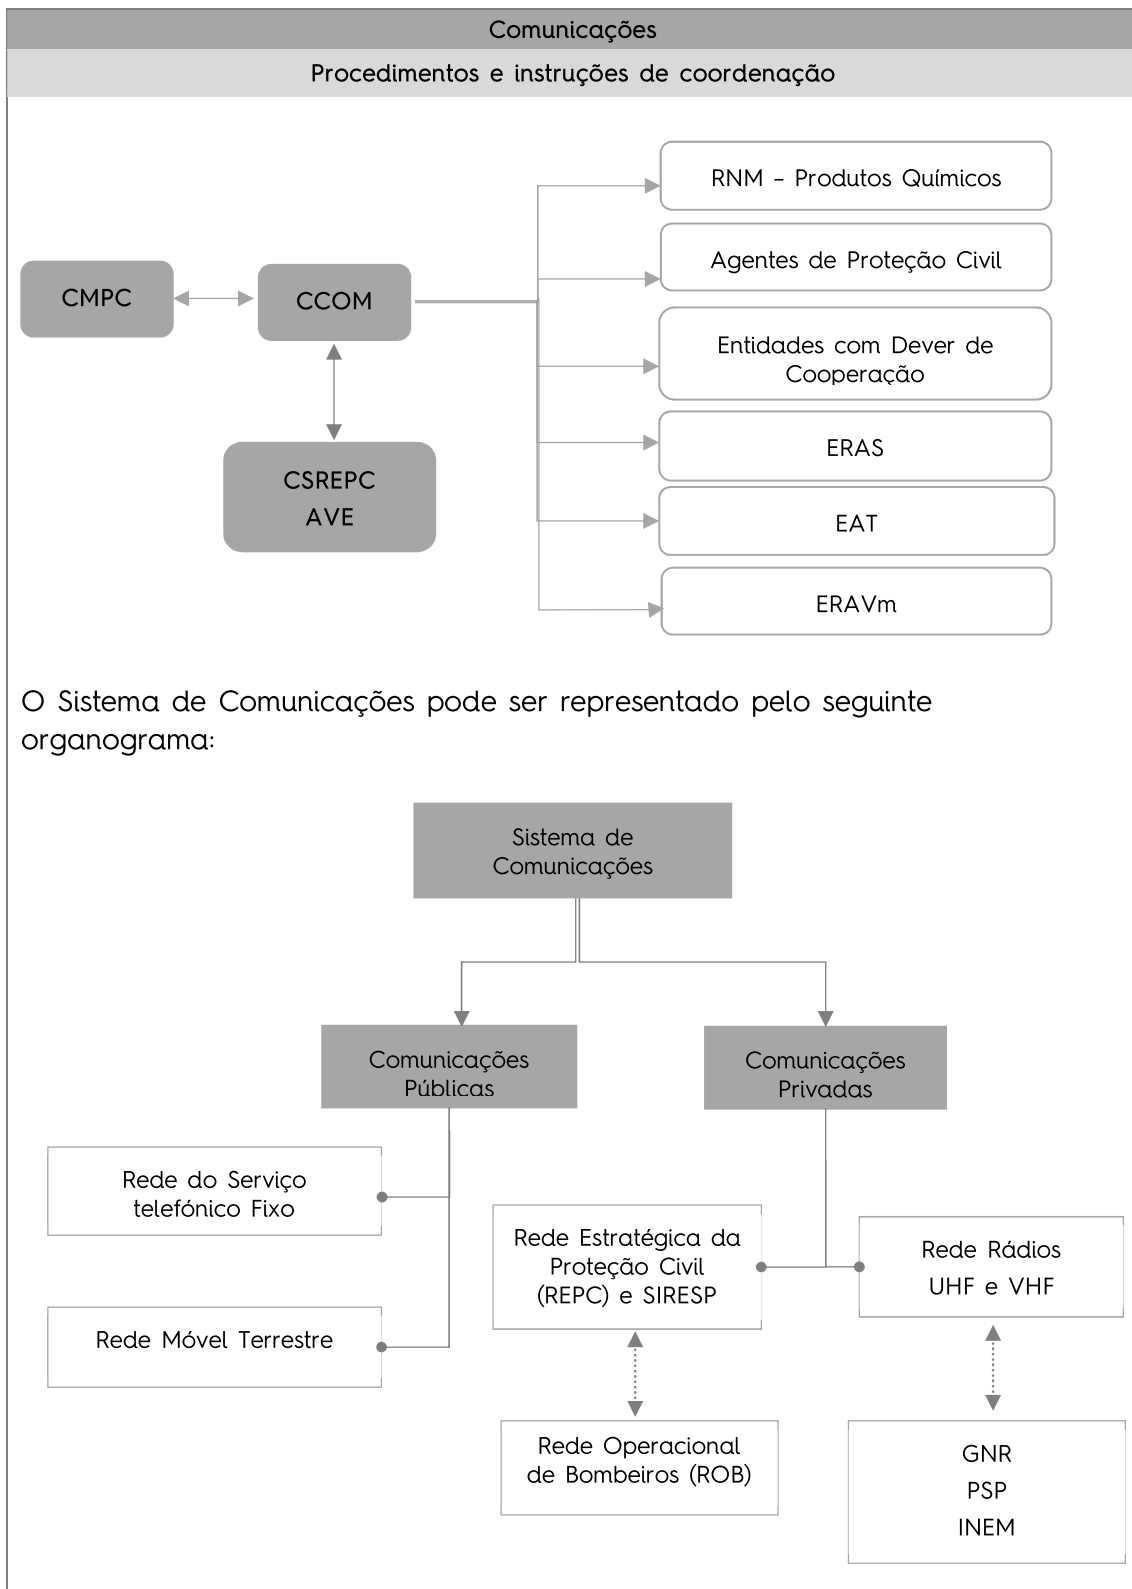 Comunicações
Procedimentos e instruções de coordenação
RNM – Produtos Químicos
Agentes de Proteção Civil
CMPC
CCOM
Entidades com Dever de
Cooperação
ERAS
CSREPC
AVE
EAT
ERAVm
O Sistema de Comunicações pode ser representado pelo seguinte
organograma:
Sistema de
Comunicações
Comunicações
Públicas
Comunicações
Privadas
Rede do Serviço
telefónico Fixo
Rede Móvel Terrestre
Rede Estratégica da
Proteção Civil
(REPC) e SIRESP
Rede Rádios
UHF e VHF
Rede Operacional
de Bombeiros (ROB)
GNR
PSP
INEM